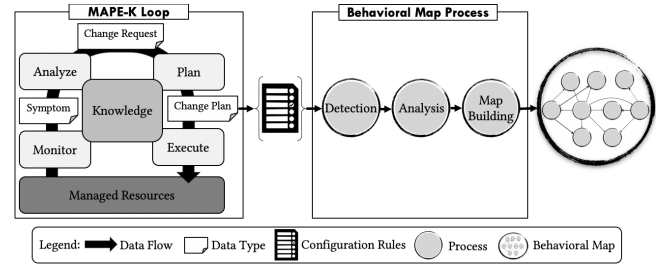 MAPE-K Loop
Change Request
Analyze
Plan
Symptom
Knowledge
Change Plan
Monitor
Execute
Managed Resources
Behavioral Map Process
Detection
Analysis
Map
Building
Legend:
Data Flow
Data Type
Configuration Rules
Process
Behavioral Map